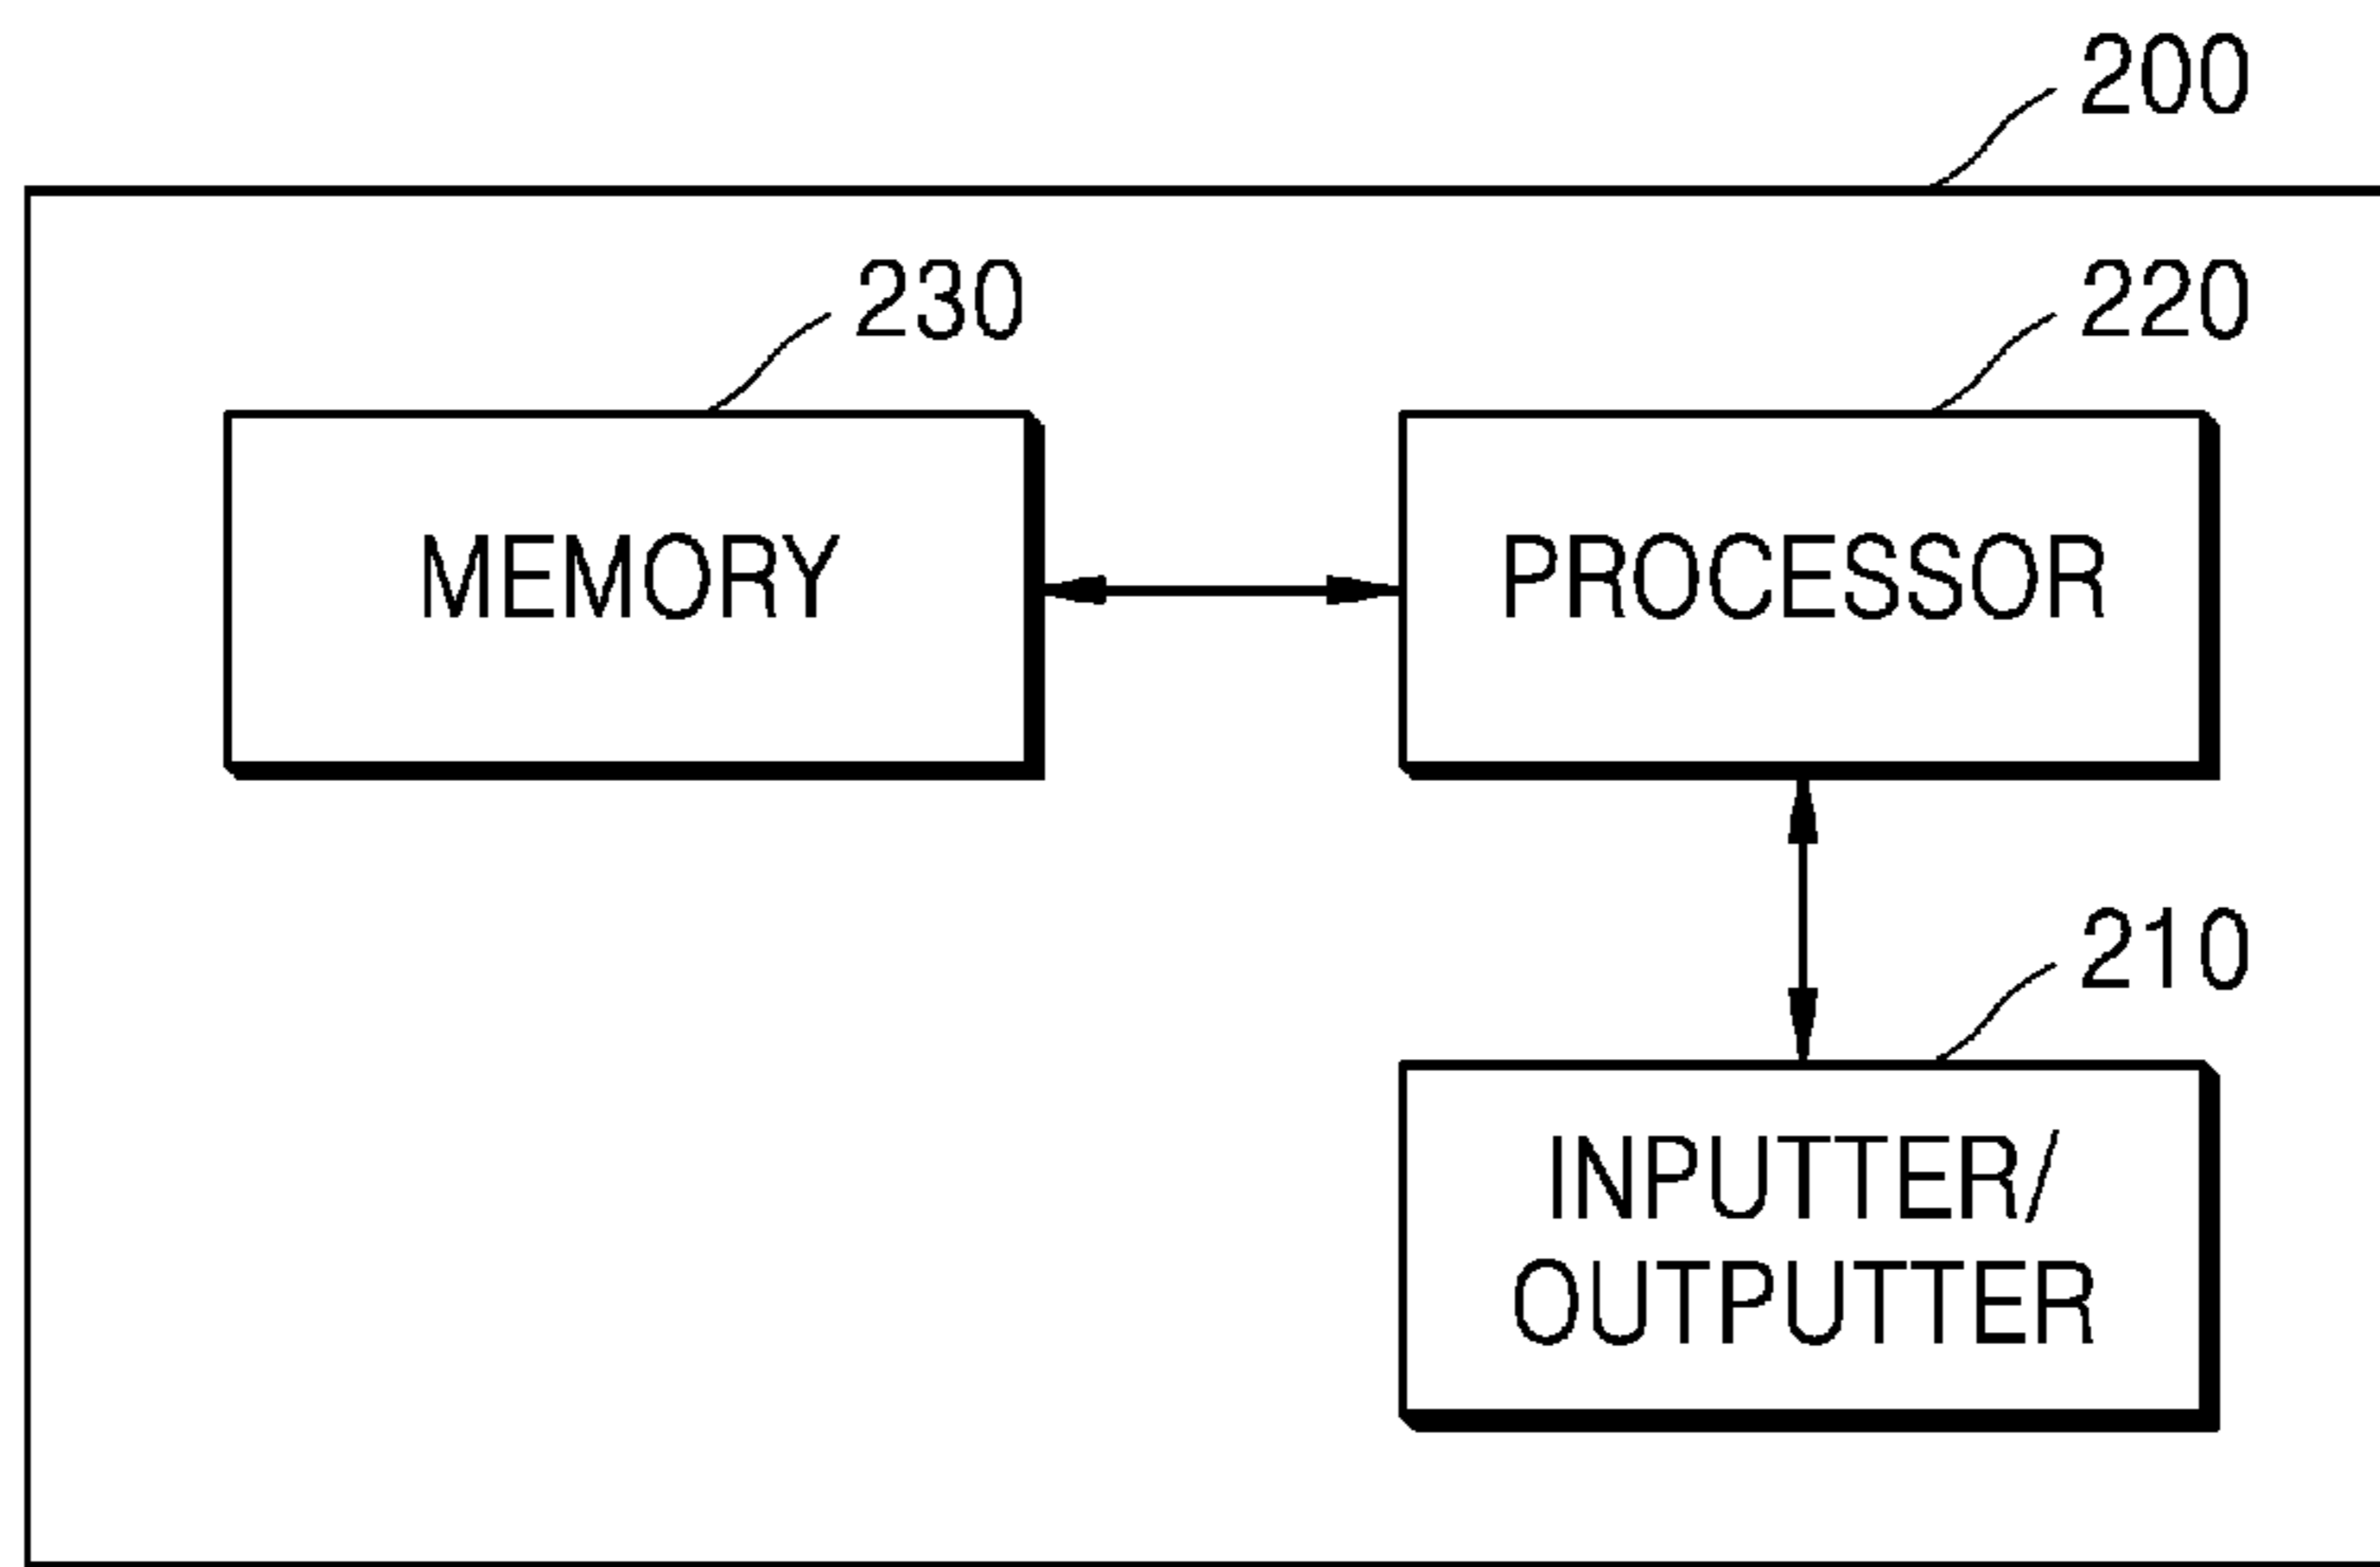 200
230
220
MEMORY
PROCESSOR
210
INPUTTER/
OUTPUTTER